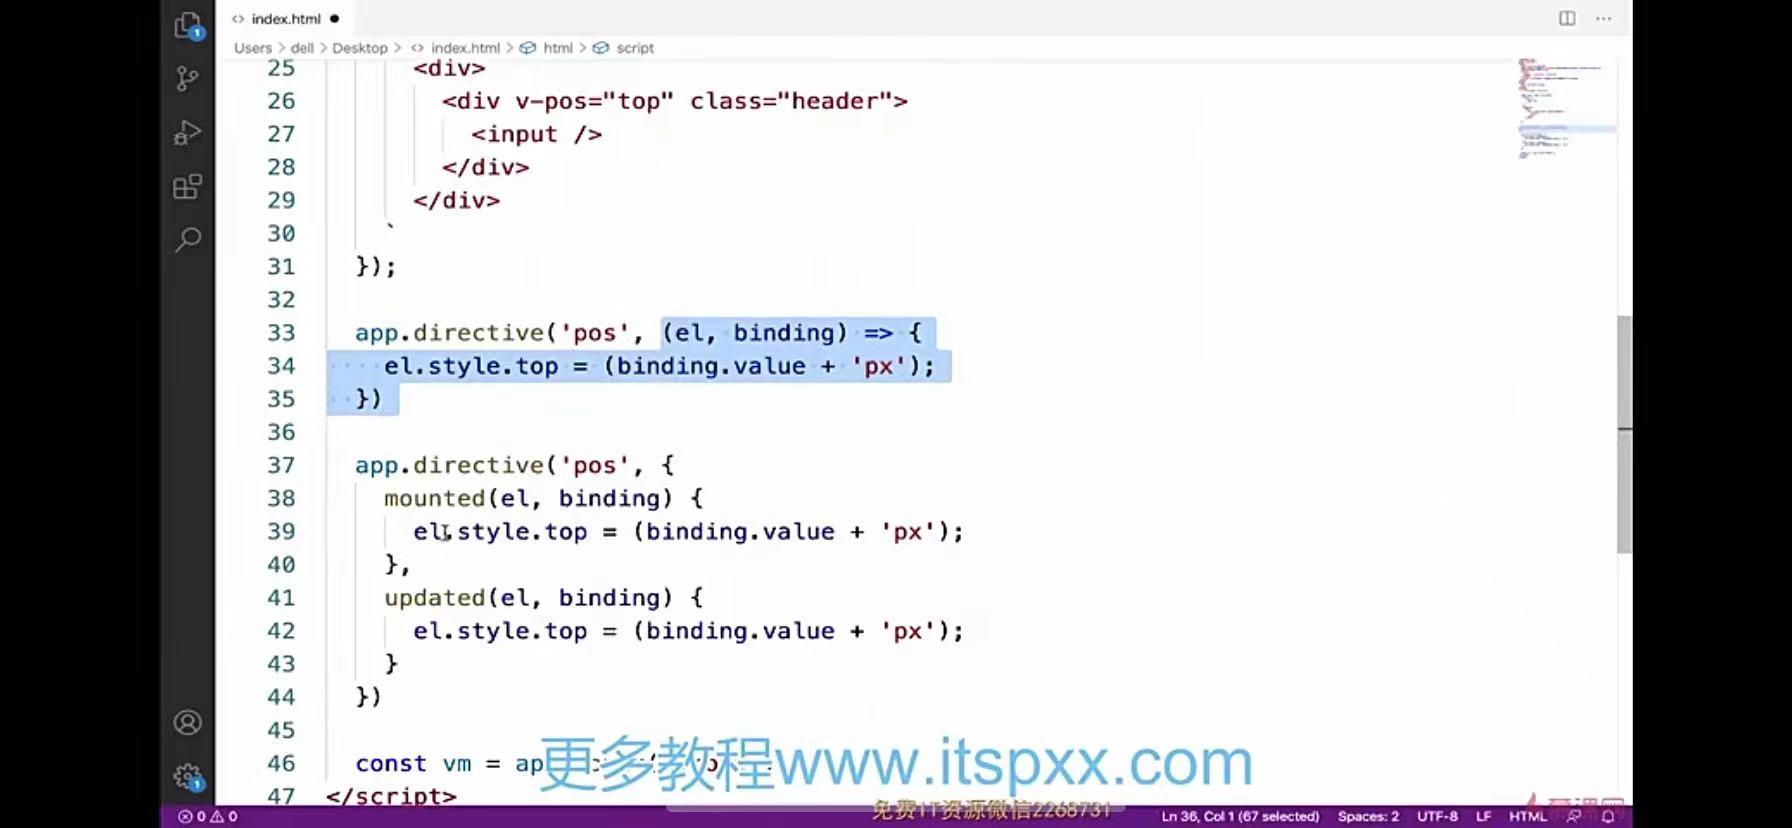 index.html
Users > dell > Desktop > index.html > html > script
25 <div>
26 <div v-pos="top" class="header">
27 <input />
28 </div>
29 </div>
30 `
31 });
32
33 app.directive('pos', (el, binding) => {
34 el.style.top = (binding.value + 'px');
35 })
36
37 app.directive('pos', {
38 mounted(el, binding) {
39 el.style.top = (binding.value + 'px');
40 },
41 updated(el, binding) {
42 el.style.top = (binding.value + 'px');
43 }
44 })
45
46 const vm =
更多教程www.itspxx.com
47 </script>
免费IT资源微信2268731
0 0 Ln 36, Col 1 (67 selected) Spaces: 2 UTF-8 LF HTML